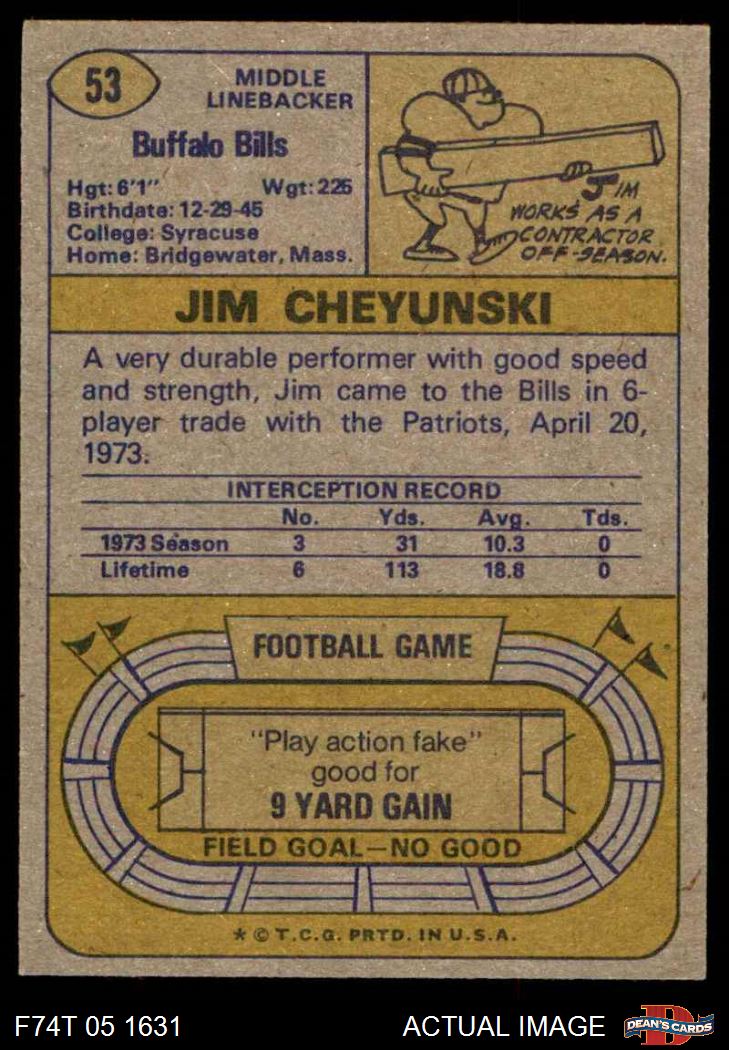 53
MIDDLE
LINEBACKER
Buffalo Bills
Hgt: 6'1" Wgt: 226
Birthdate: 12-29-45
College: Syracuse
Home: Bridgewater, Mass.
JIM
WORKS AS A
CONTRACTOR
OFF-SEASON.
JIM CHEYUNSKI
A very durable performer with good speed
and strength, Jim came to the Bills in 6-
player trade with the Patriots, April 20,
1973.
INTERCEPTION RECORD
No. Yds. Avg. Tds.
1973 Season 3 31 10.3 0
Lifetime 6 113 18.8 0
FOOTBALL GAME
"Play action fake"
good for
9 YARD GAIN
FIELD GOAL—NO GOOD
* © T.C.G. PRTD. IN U.S.A.
F74T 05 1631 ACTUAL IMAGE
D
DEAN'S CARDS